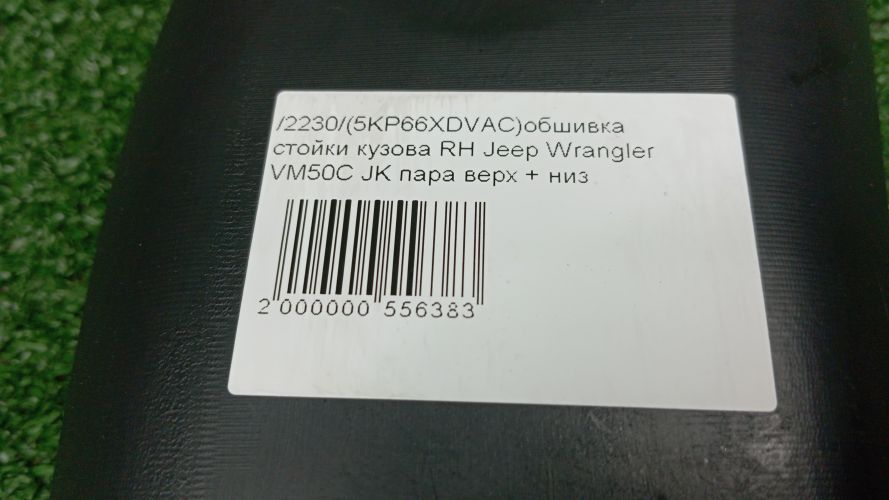 /2230/(5KP66XDVAC)обшивка
стойки кузова RH Jeep Wrangler
VM50C JK пара верх + низ
2 000000 556383